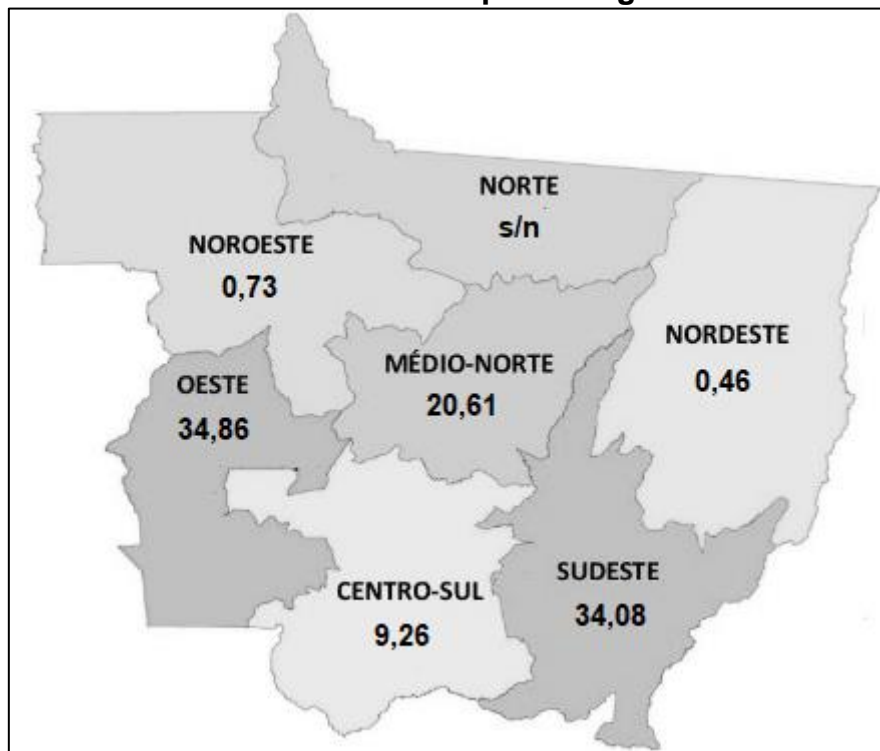 NORTE
s/n
NOROESTE
0,73
NORDESTE
0,46
MÉDIO-NORTE
20,61
OESTE
34,86
SUDESTE
34,08
CENTRO-SUL
9,26